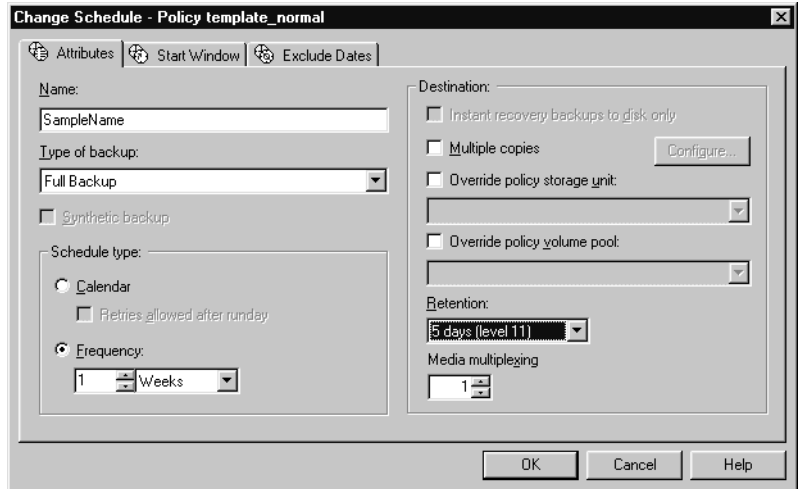 Change Schedule - Policy template_normal
Attributes
Start Window
Exclude Dates
Name:
SampleName
Type of backup:
Full Backup
Synthetic backup
Schedule type:
Calendar
Retries allowed after runday
Frequency:
1
Weeks
Destination:
Instant recovery backups to disk only
Multiple copies
Configure...
Override policy storage unit:
Override policy volume pool:
Retention:
5 days (level 11)
Media multiplexing
1
OK
Cancel
Help